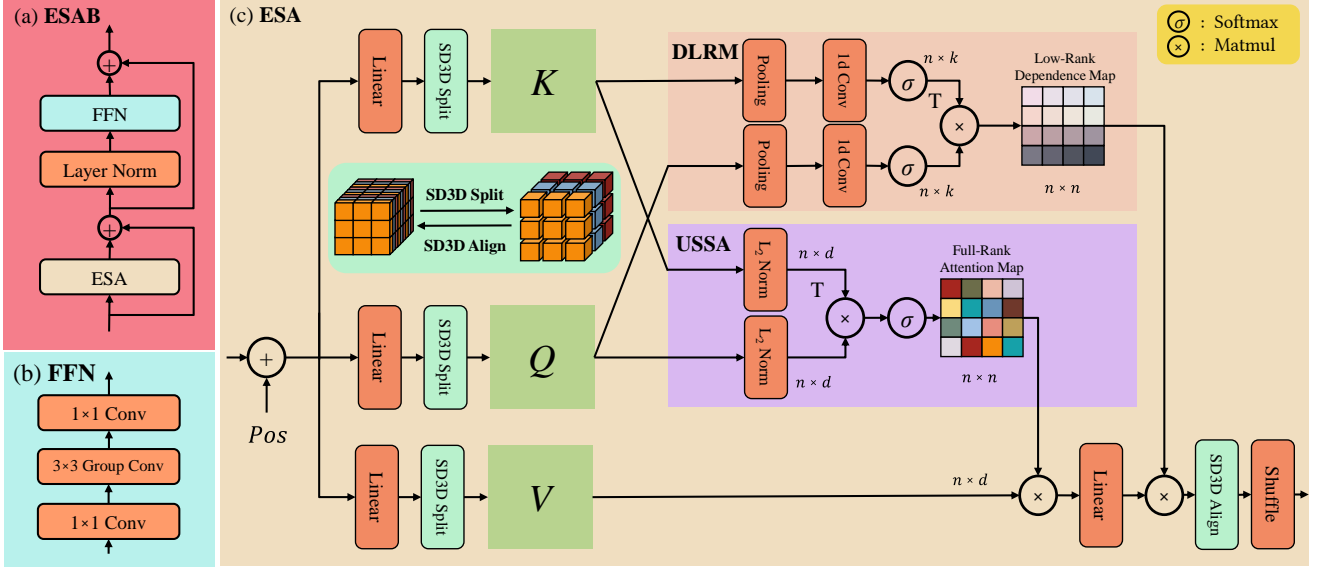 (a) ESAB
+
FFN
Layer Norm
+
ESA
(b) FFN
1×1 Conv
3×3 Group Conv
1×1 Conv
(c) ESA
σ : Softmax
× : Matmul
Linear
SD3D Split
K
DLRM
Pooling
1d Conv
σ
n × k
T
×
Low-Rank
Dependence Map
n × n
Pooling
1d Conv
σ
n × k
SD3D Split
SD3D Align
USSA
L2 Norm
n × d
T
×
σ
Full-Rank
Attention Map
n × n
L2 Norm
n × d
+
Pos
Linear
SD3D Split
Q
Linear
SD3D Split
V
n × d
×
Linear
×
SD3D Align
Shuffle